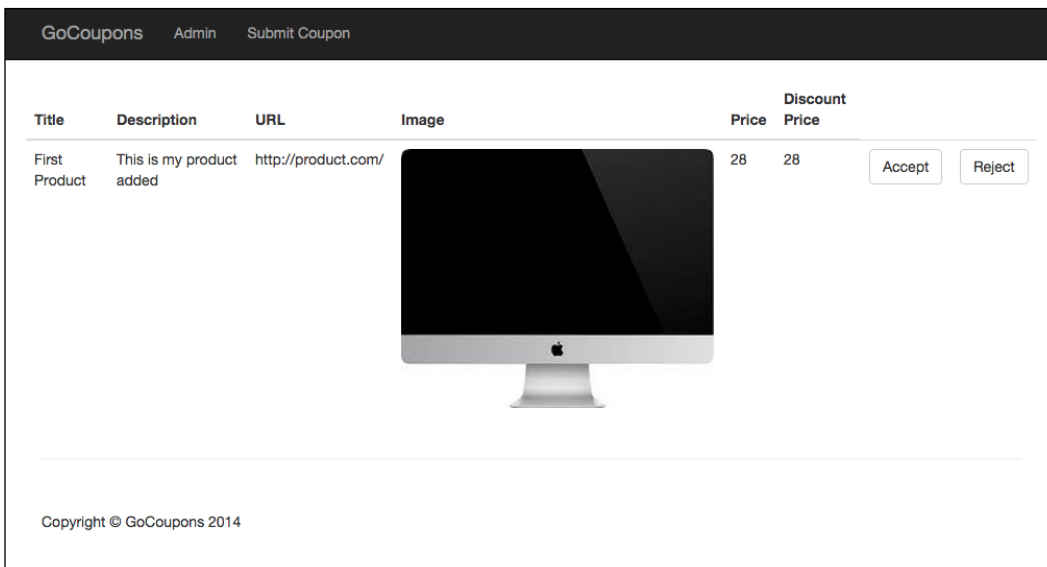 GoCoupons Admin Submit Coupon
Title Description URL Image Price Discount Price
First Product This is my product added http://product.com/ 28 28 Accept Reject
Copyright © GoCoupons 2014